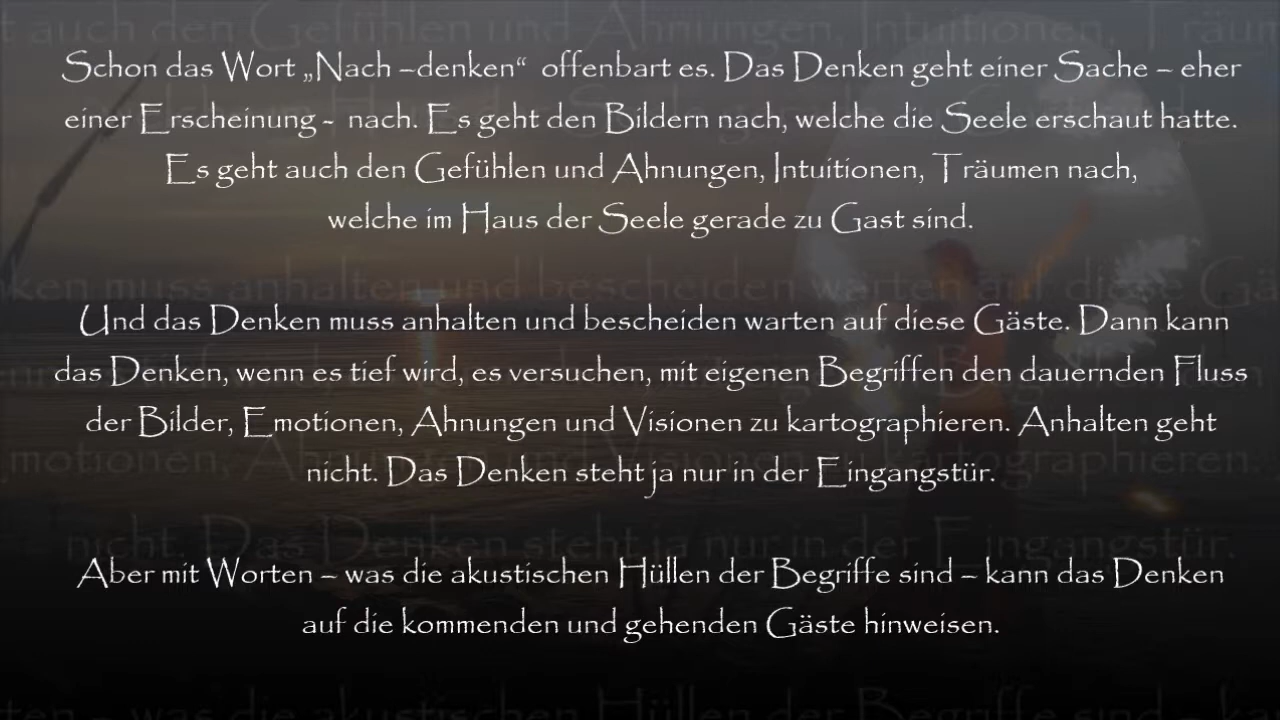 Schon das Wort „Nach –denken“ offenbart es. Das Denken geht einer Sache – eher
einer Erscheinung - nach. Es geht den Bildern nach, welche die Seele erschaut hatte.
Es geht auch den Gefühlen und Ahnungen, Intuitionen, Träumen nach,
welche im Haus der Seele gerade zu Gast sind.
Und das Denken muss anhalten und bescheiden warten auf diese Gäste. Dann kann
das Denken, wenn es tief wird, es versuchen, mit eigenen Begriffen den dauernden Fluss
der Bilder, Emotionen, Ahnungen und Visionen zu kartographieren. Anhalten geht
nicht. Das Denken steht ja nur in der Eingangstür.
Aber mit Worten – was die akustischen Hüllen der Begriffe sind – kann das Denken
auf die kommenden und gehenden Gäste hinweisen.